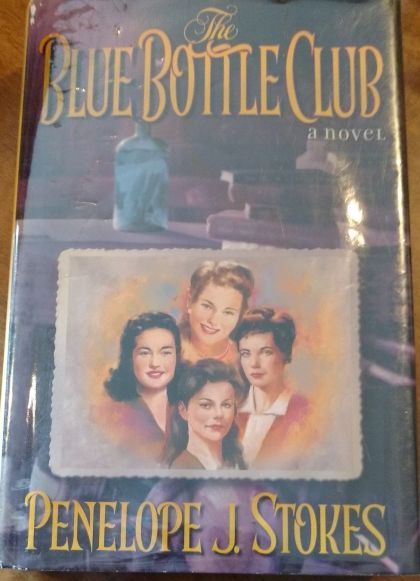 The
BLUE BOTTLE CLUB
a novel
PENELOPE J. STOKES